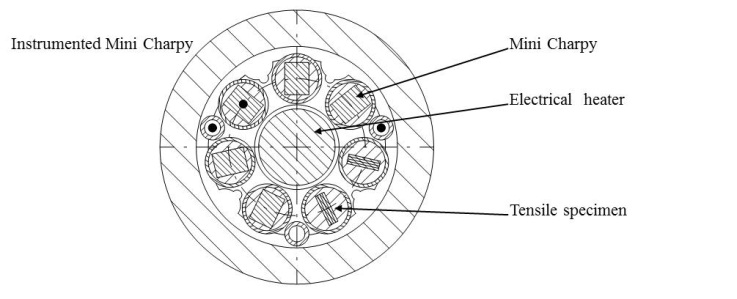 Instrumented Mini Charpy
Mini Charpy
Electrical heater
Tensile specimen